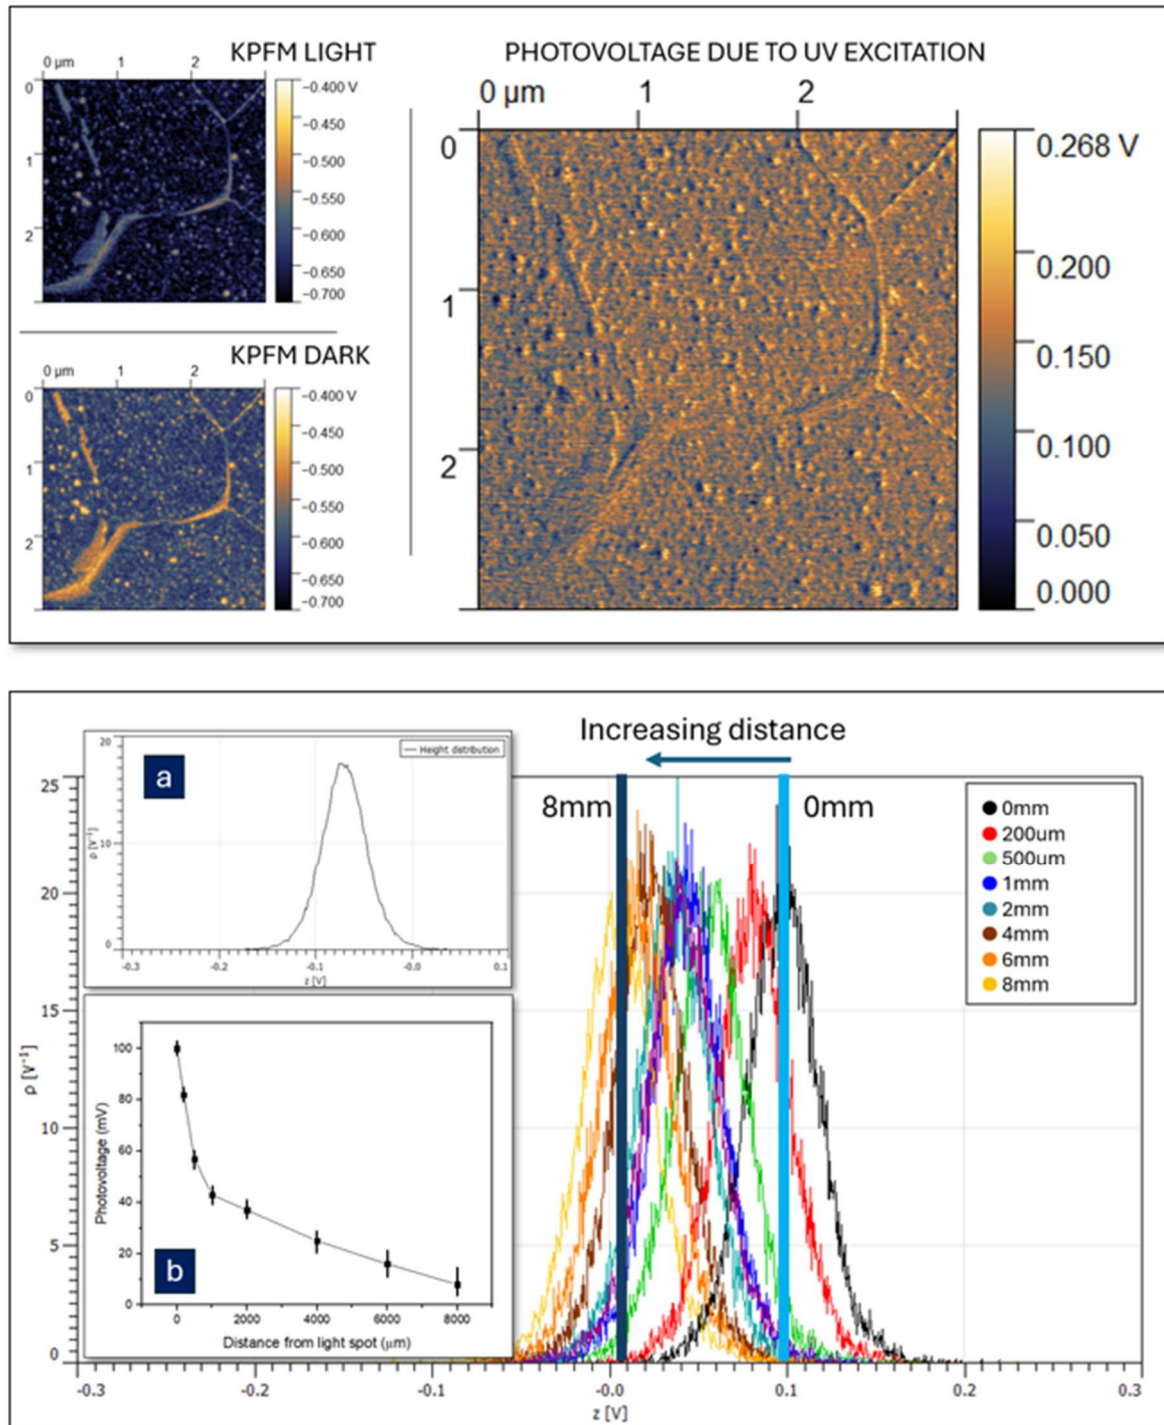 KPFM LIGHT
0 µm 1 2
0
1
2
−0.400 V
−0.450
−0.500
−0.550
−0.600
−0.650
−0.700
KPFM DARK
0 µm 1 2
0
1
2
−0.400 V
−0.450
−0.500
−0.550
−0.600
−0.650
−0.700
PHOTOVOLTAGE DUE TO UV EXCITATION
0 µm 1 2
0
1
2
0.268 V
0.200
0.150
0.100
0.050
0.000
Increasing distance
8mm 0mm
25
20
15
10
5
0
ρ [V⁻¹]
-0.3 -0.2 -0.1 -0.0 0.1 0.2 0.3
z [V]
0mm
200um
500um
1mm
2mm
4mm
6mm
8mm
a
Height distribution
20
10
0
ρ [V⁻¹]
-0.3 -0.2 -0.1 -0.0 0.1
z [V]
b
100
80
60
40
20
0
Photovoltage (mV)
0 2000 4000 6000 8000
Distance from light spot (µm)